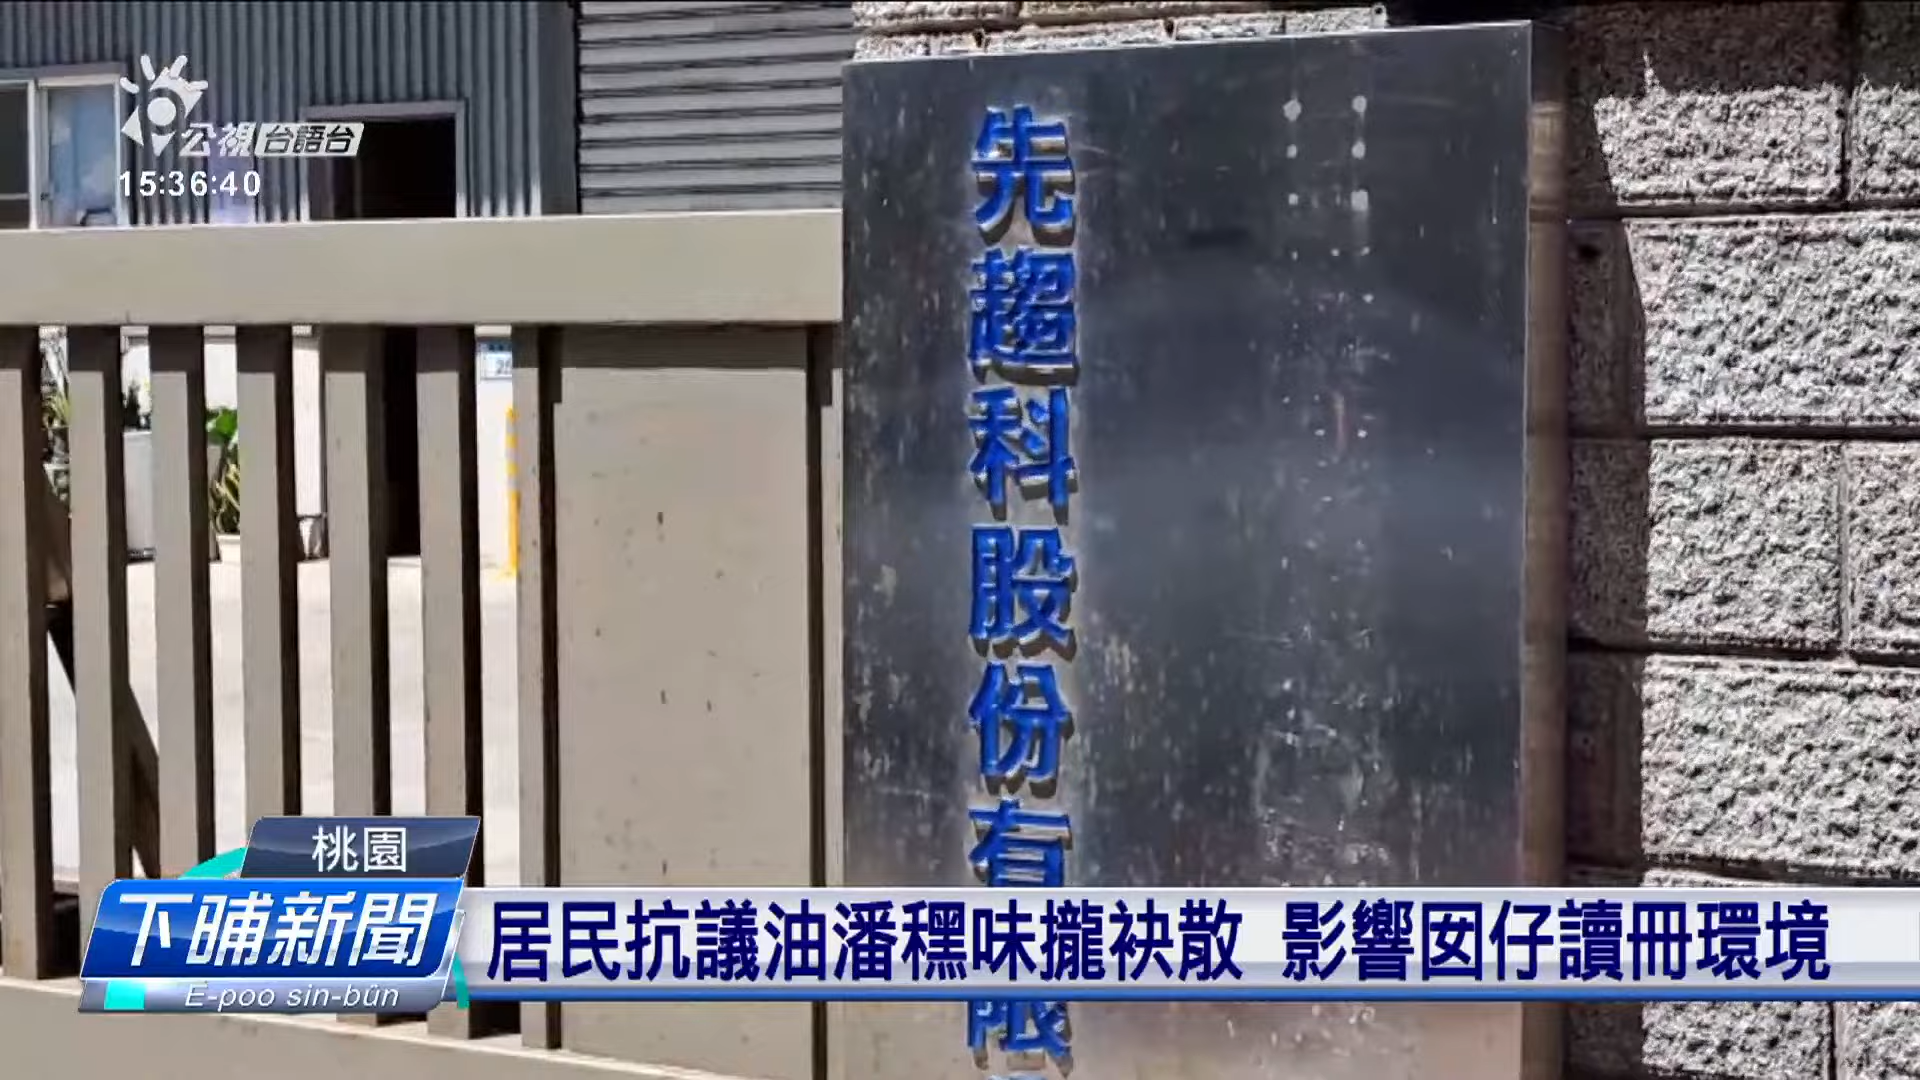 公視台語台
15:36:40
先趨科股份有限
桃園
下晡新聞
Ē-poo sin-bûn
居民抗議油潘䆀味攏袂散 影響囡仔讀冊環境